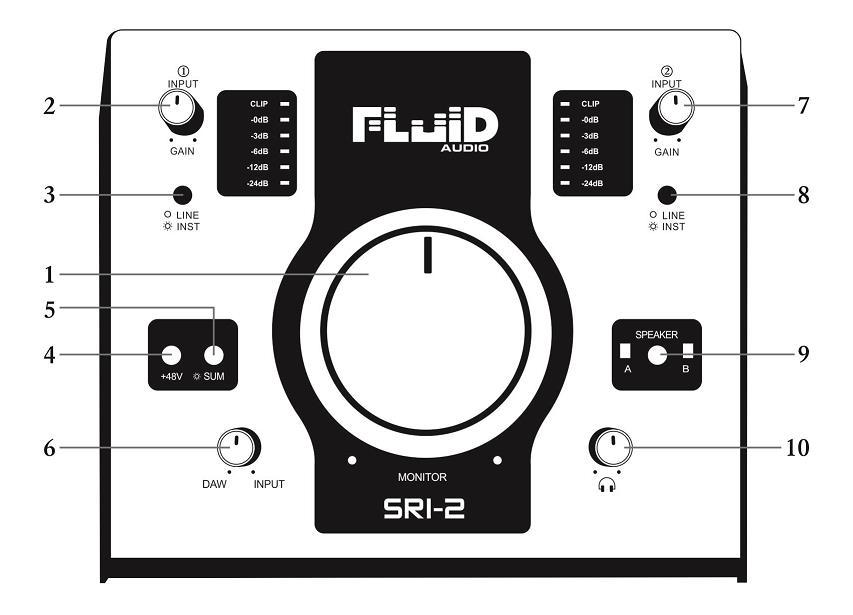 ①
INPUT
2
GAIN
CLIP
-0dB
-3dB
-6dB
-12dB
-24dB
FLUID
AUDIO
CLIP
-0dB
-3dB
-6dB
-12dB
-24dB
②
INPUT
7
GAIN
3
LINE
INST
8
LINE
INST
1
5
4
+48V
SUM
SPEAKER
A
B
9
6
DAW
INPUT
MONITOR
SRI-2
10